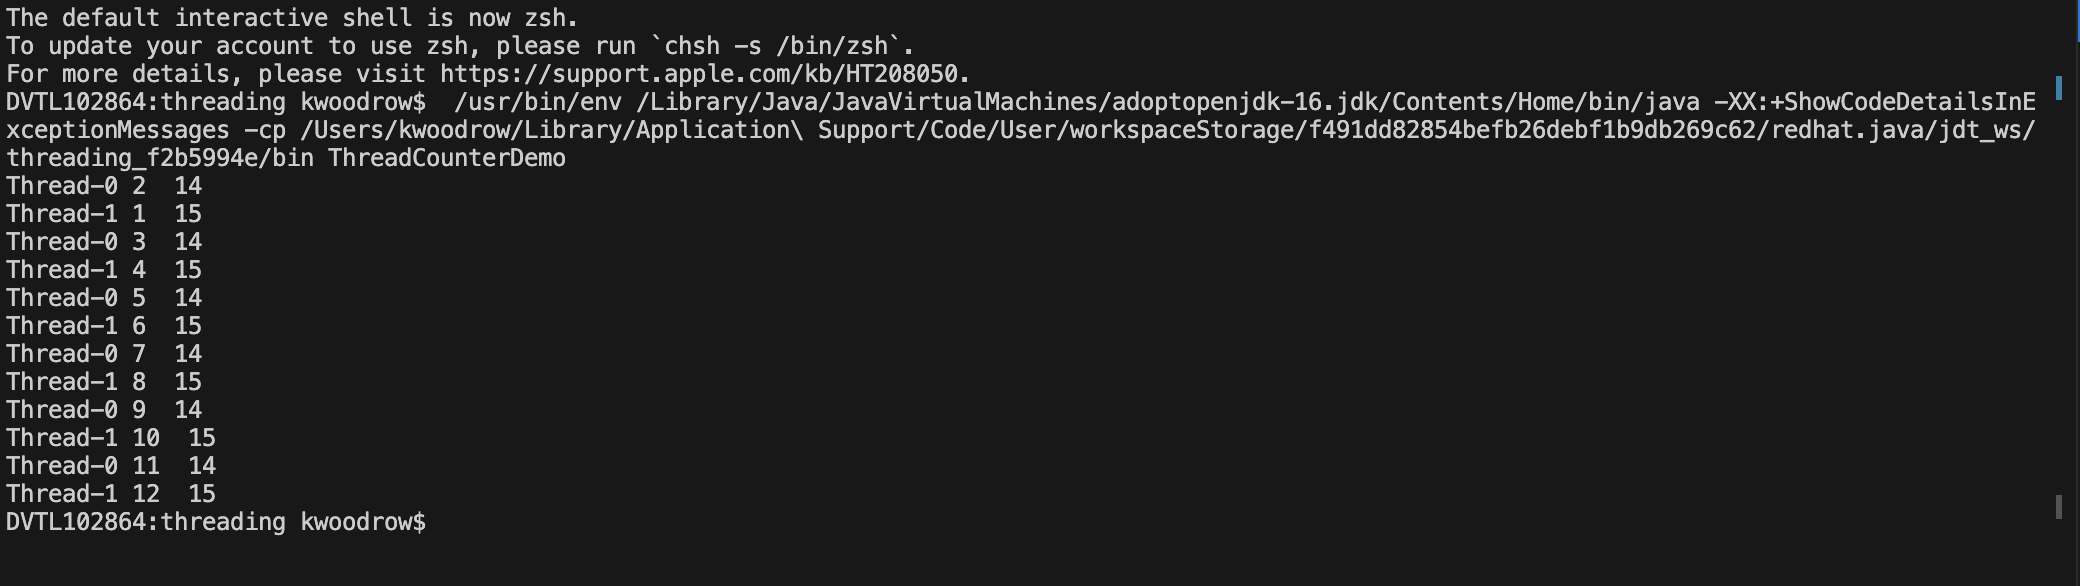 The default interactive shell is now zsh.
To update your account to use zsh, please run `chsh -s /bin/zsh`.
For more details, please visit https://support.apple.com/kb/HT208050.
DVTL102864:threading kwoodrow$  /usr/bin/env /Library/Java/JavaVirtualMachines/adoptopenjdk-16.jdk/Contents/Home/bin/java -XX:+ShowCodeDetailsInE
xceptionMessages -cp /Users/kwoodrow/Library/Application\ Support/Code/User/workspaceStorage/f491dd82854befb26debf1b9db269c62/redhat.java/jdt_ws/
threading_f2b5994e/bin ThreadCounterDemo
Thread-0 2  14
Thread-1 1  15
Thread-0 3  14
Thread-1 4  15
Thread-0 5  14
Thread-1 6  15
Thread-0 7  14
Thread-1 8  15
Thread-0 9  14
Thread-1 10  15
Thread-0 11  14
Thread-1 12  15
DVTL102864:threading kwoodrow$